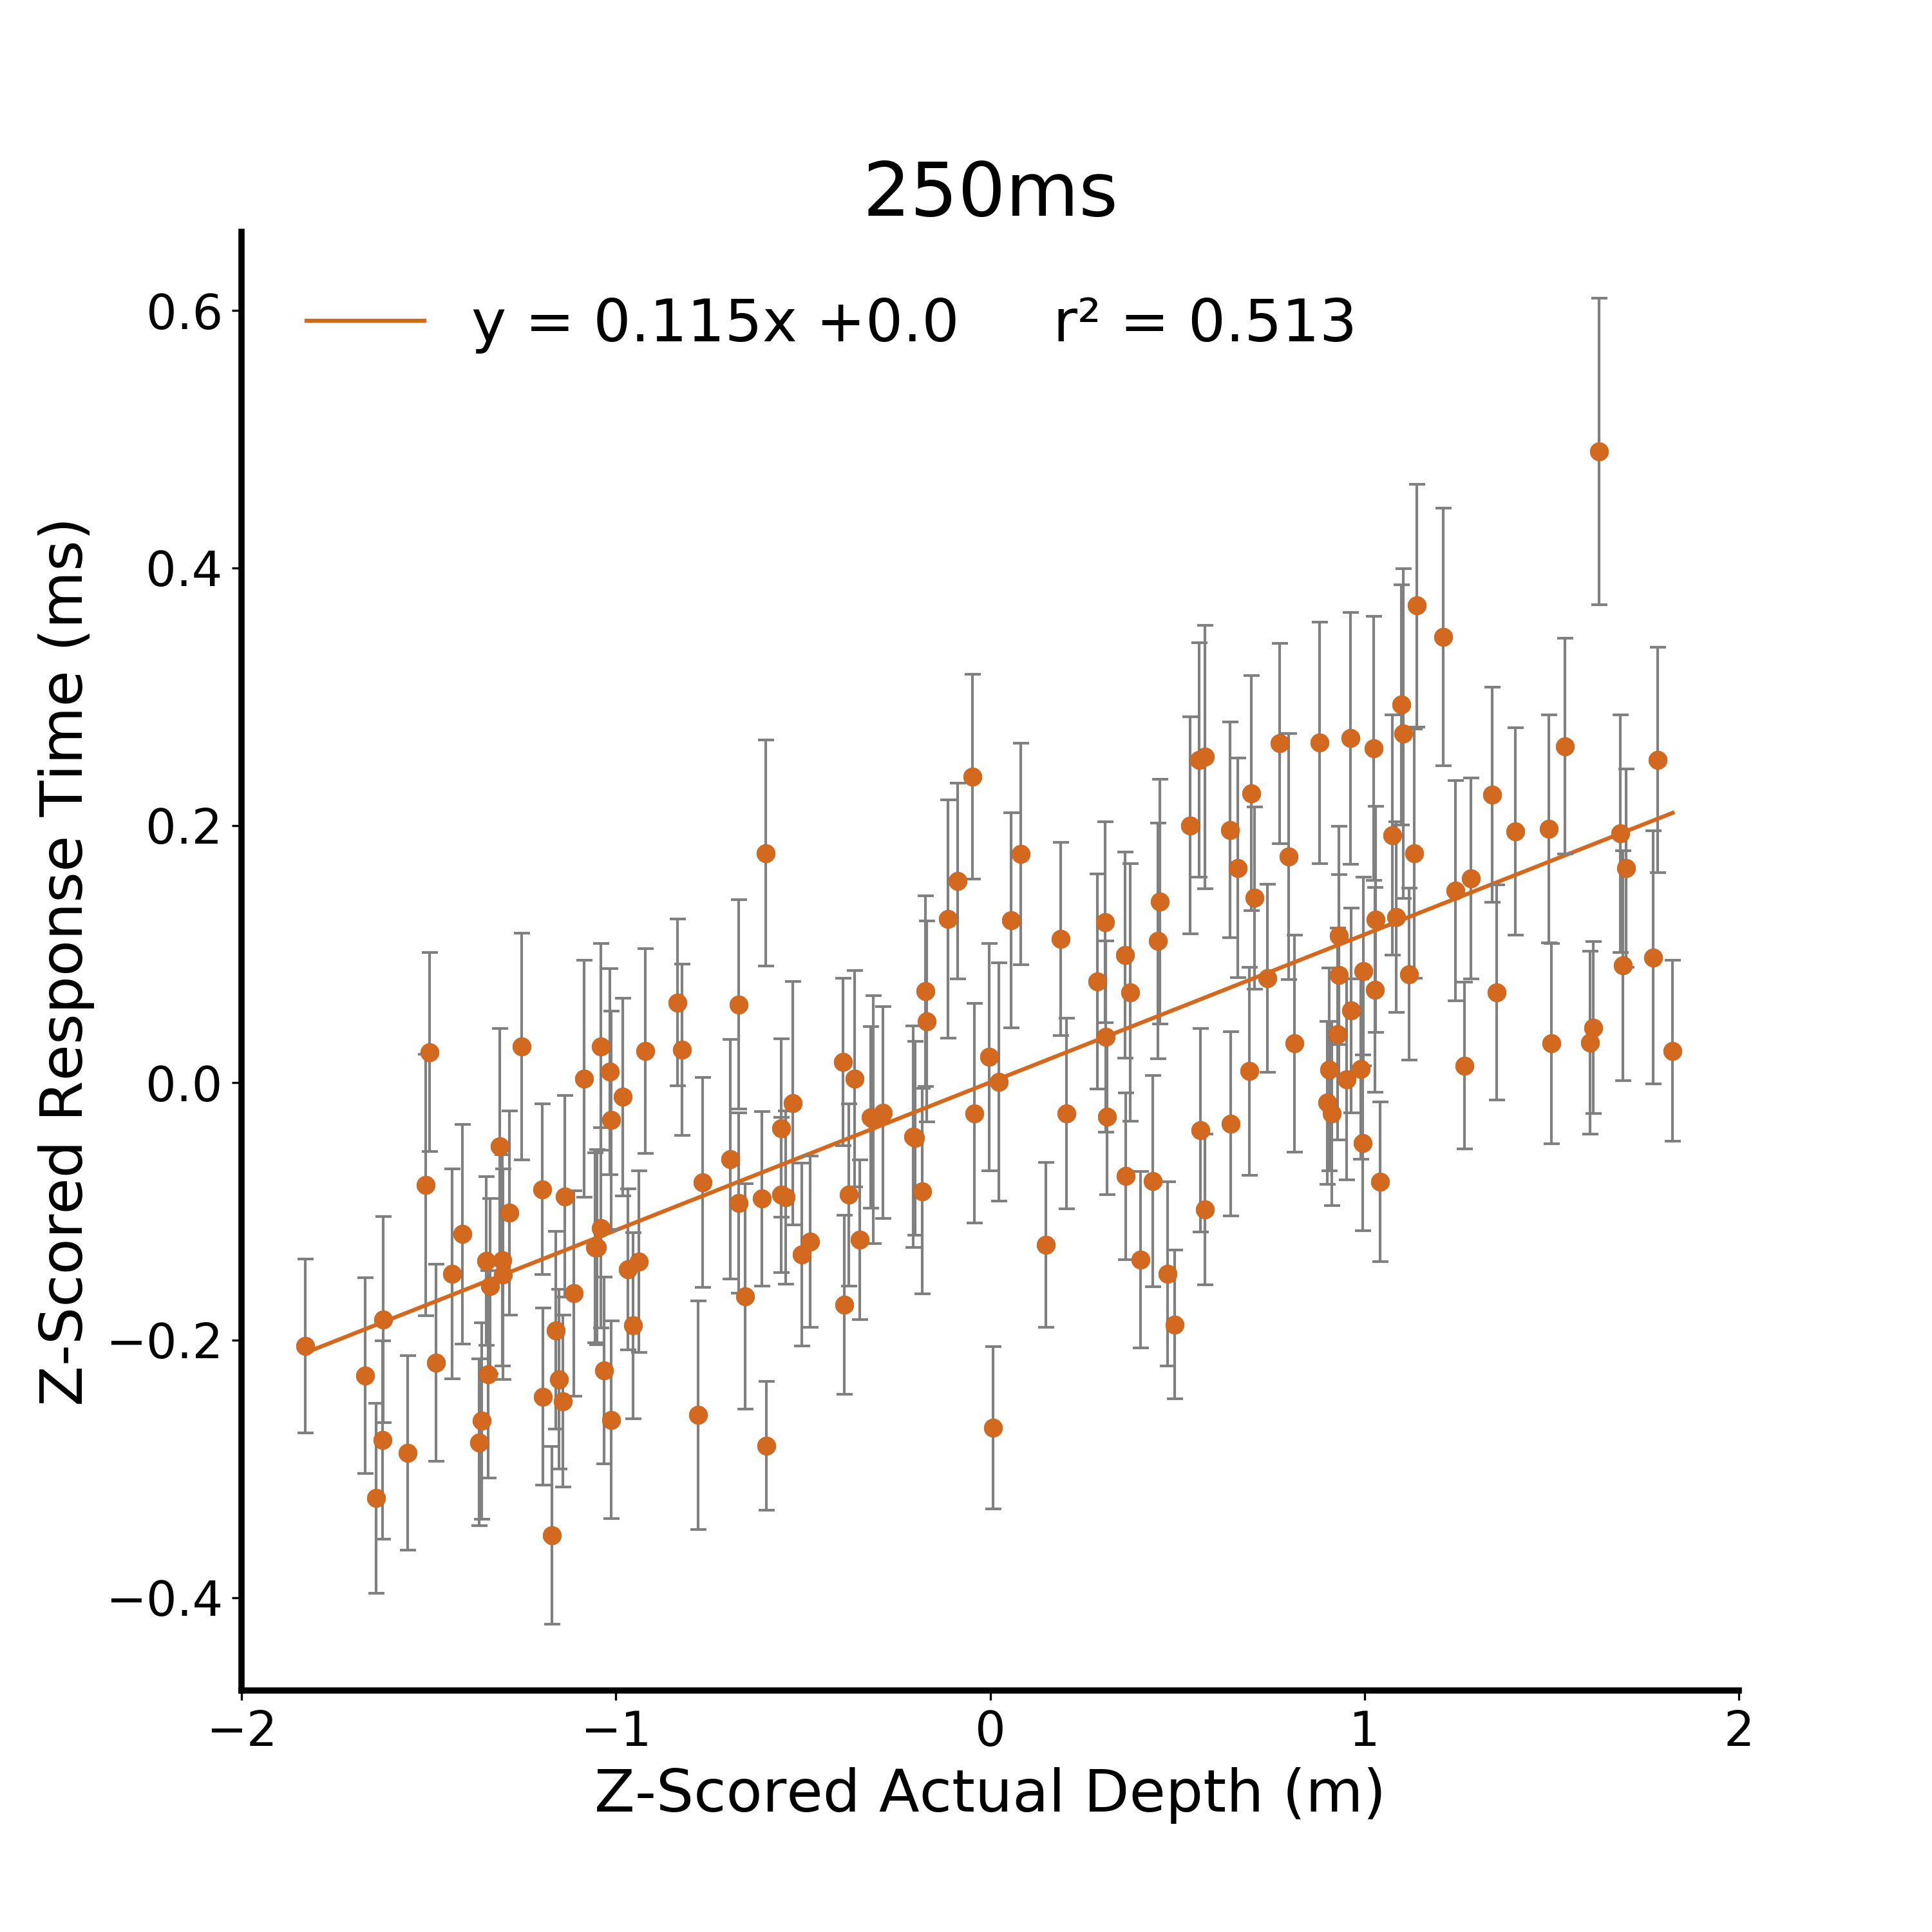 250ms
y = 0.115x +0.0 r² = 0.513
0.6
0.4
0.2
0.0
−0.2
−0.4
Z-Scored Response Time (ms)
−2 −1 0 1 2
Z-Scored Actual Depth (m)